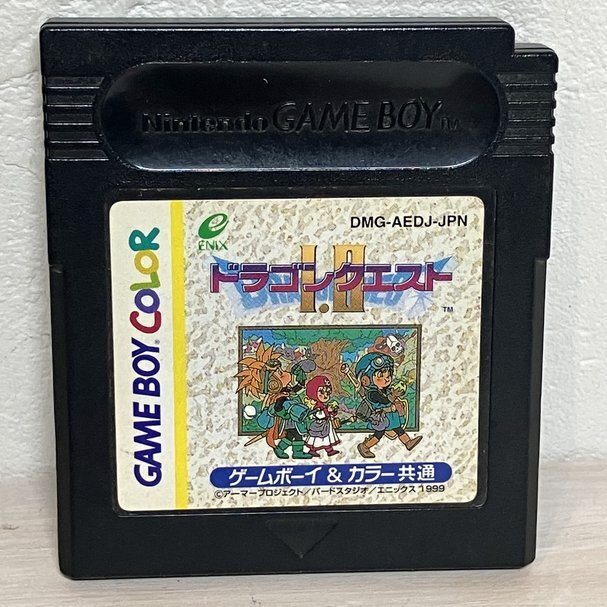 Nintendo GAME BOY TM
GAME BOY COLOR
ENIX
DMG-AEDJ-JPN
ドラゴンクエスト
I・II
TM
ゲームボーイ & カラー共通
©アーマープロジェクト/バードスタジオ/エニックス 1999